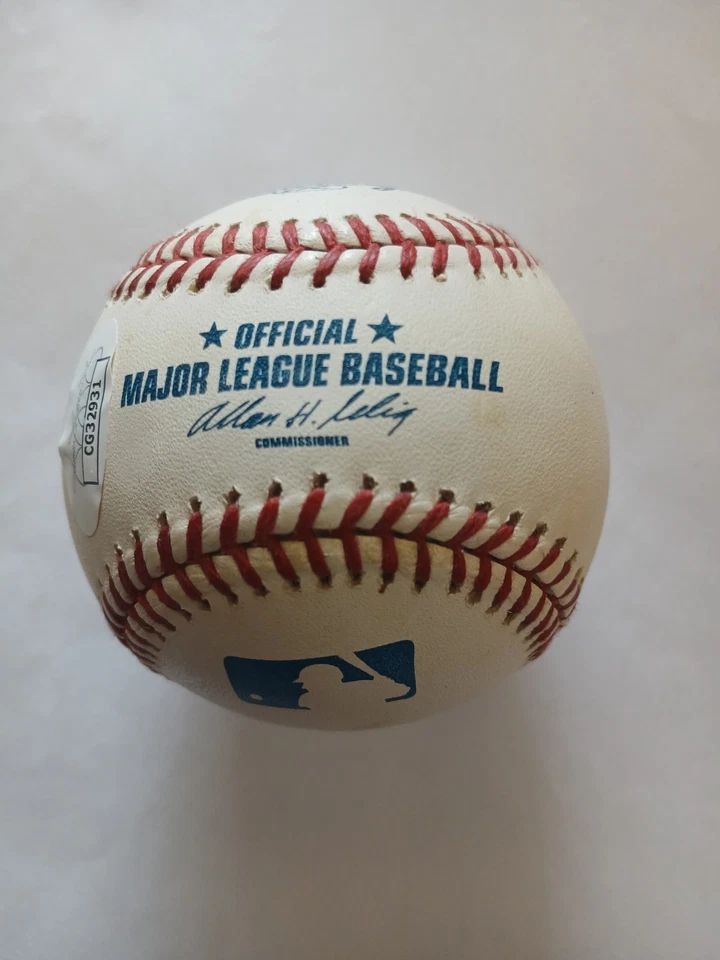 ★ OFFICIAL ★
MAJOR LEAGUE BASEBALL
Allan H. Selig
COMMISSIONER
CG32931